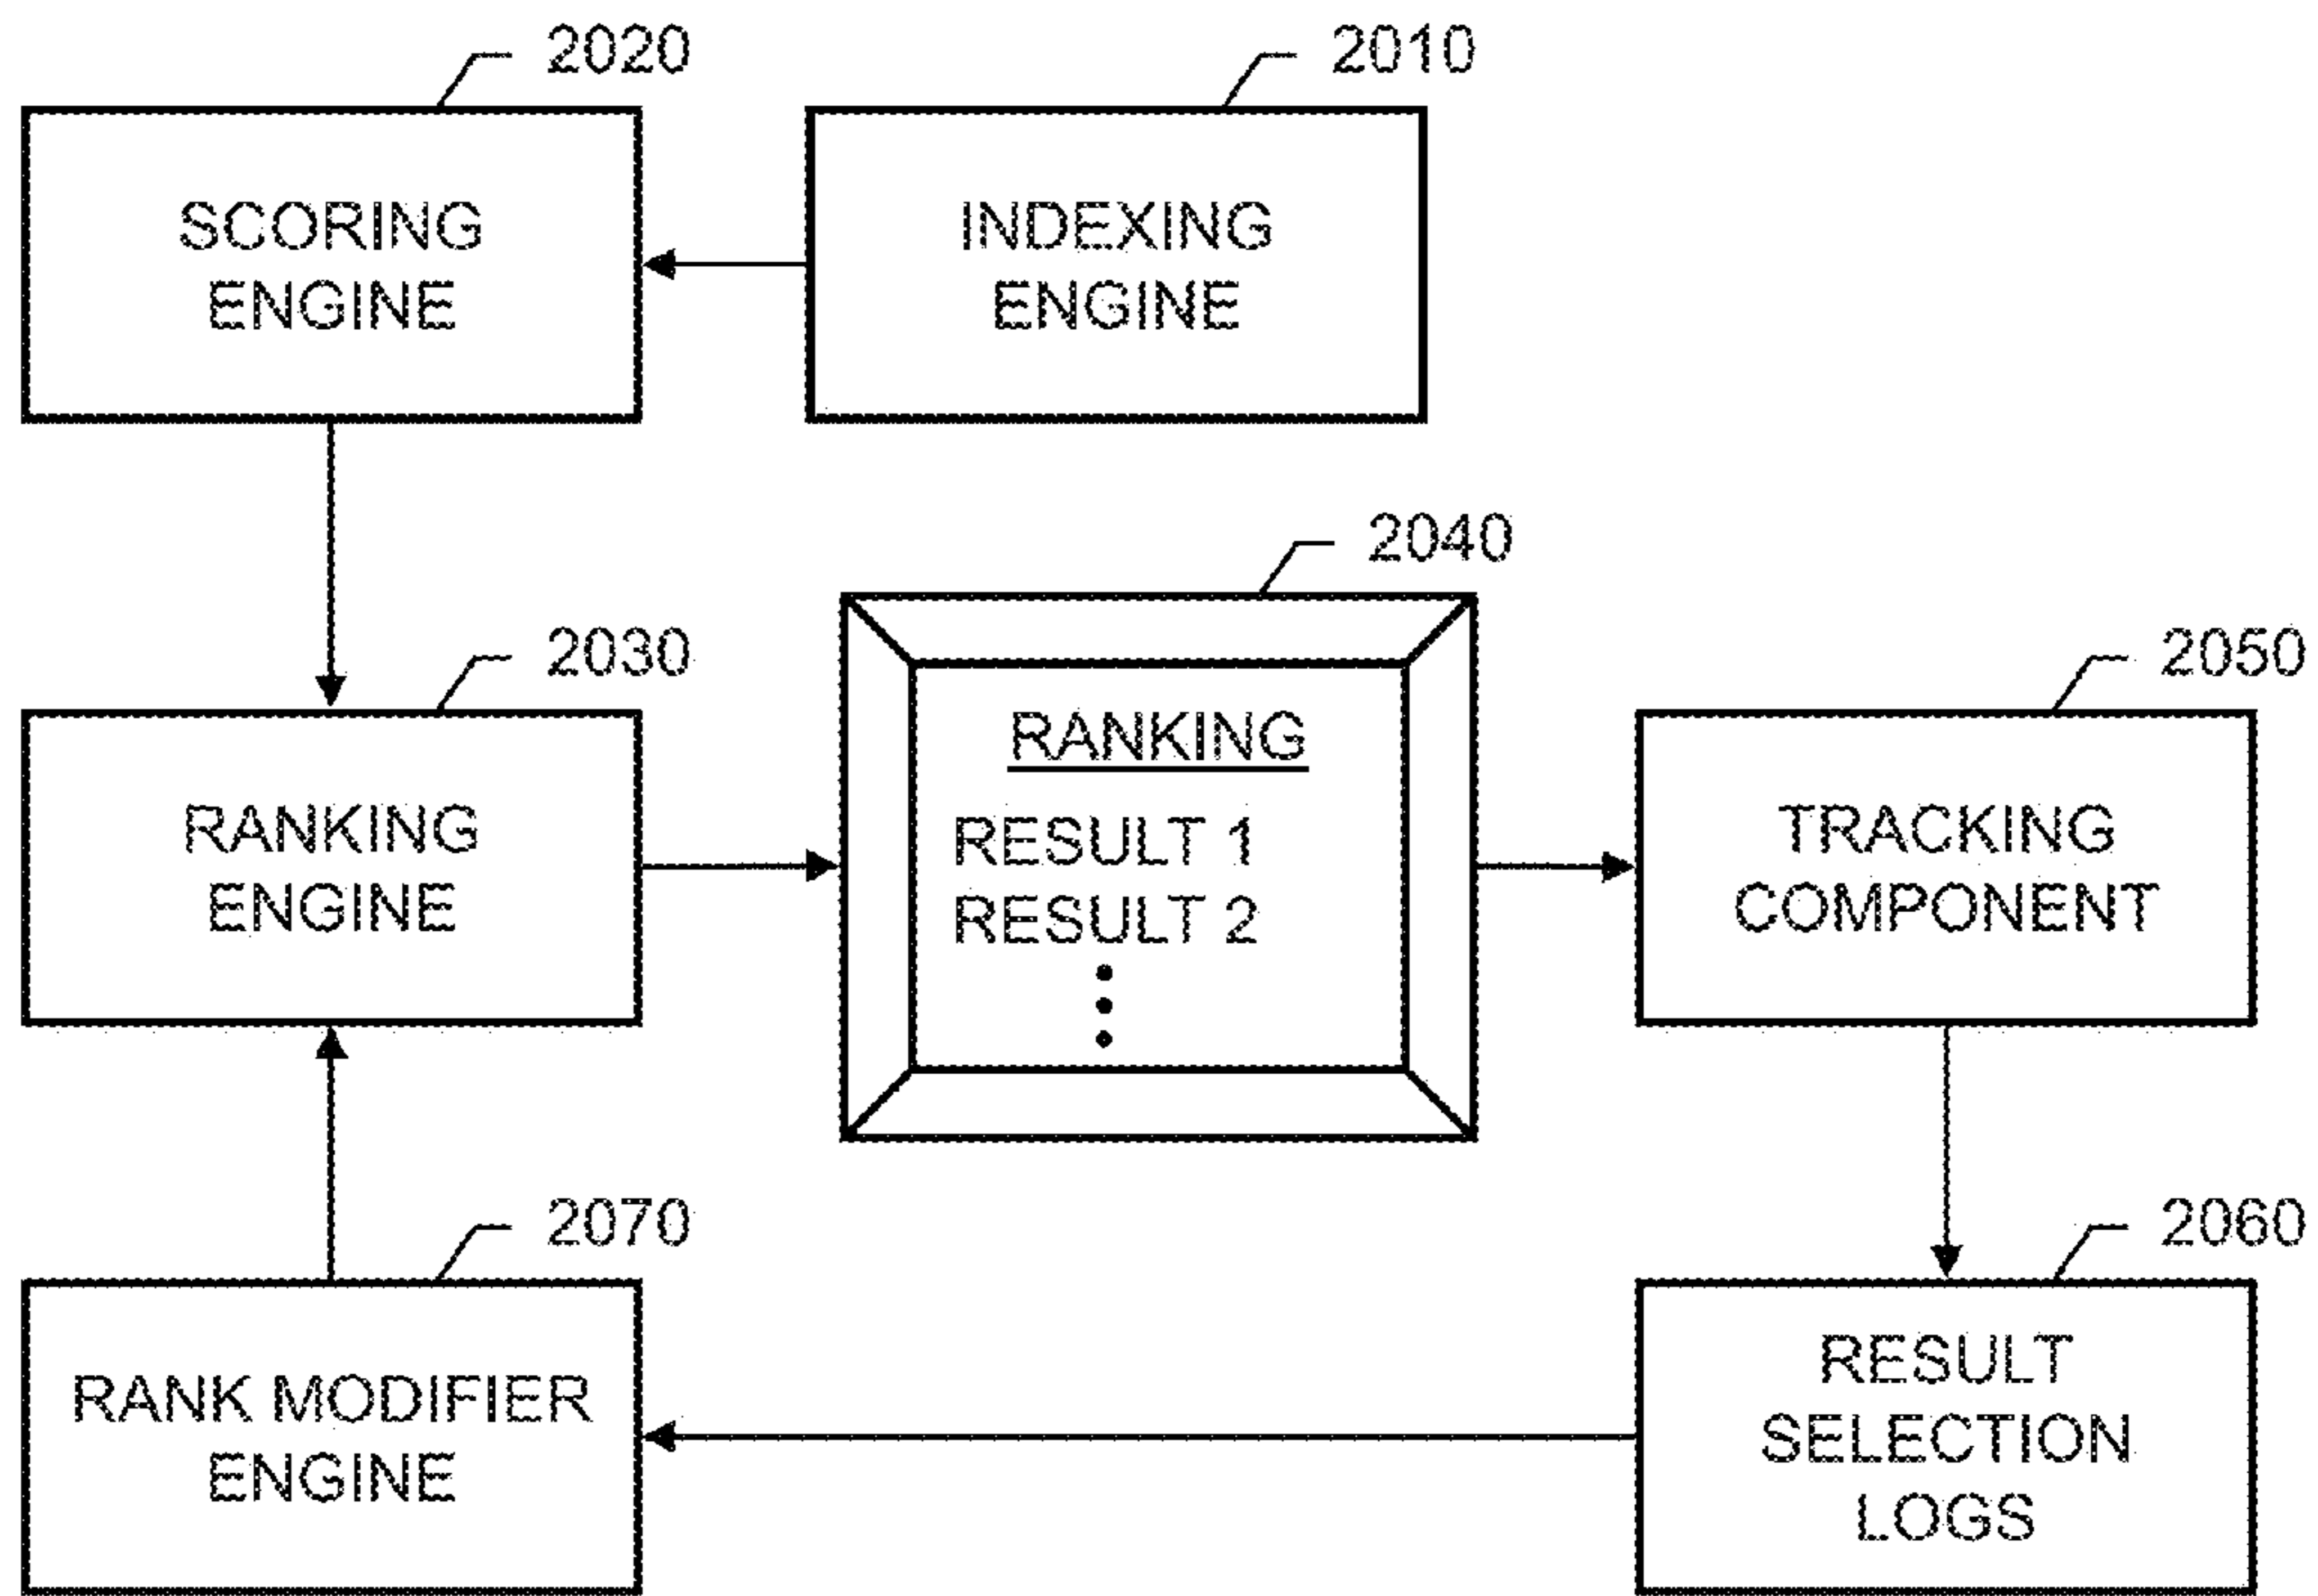 2020
2010
SCORING
ENGINE
INDEXING
ENGINE
2040
2030
2050
RANKING
ENGINE
RANKING
RESULT 1
RESULT 2
TRACKING
COMPONENT
2070
2060
RANK MODIFIER
ENGINE
RESULT
SELECTION
LOGS